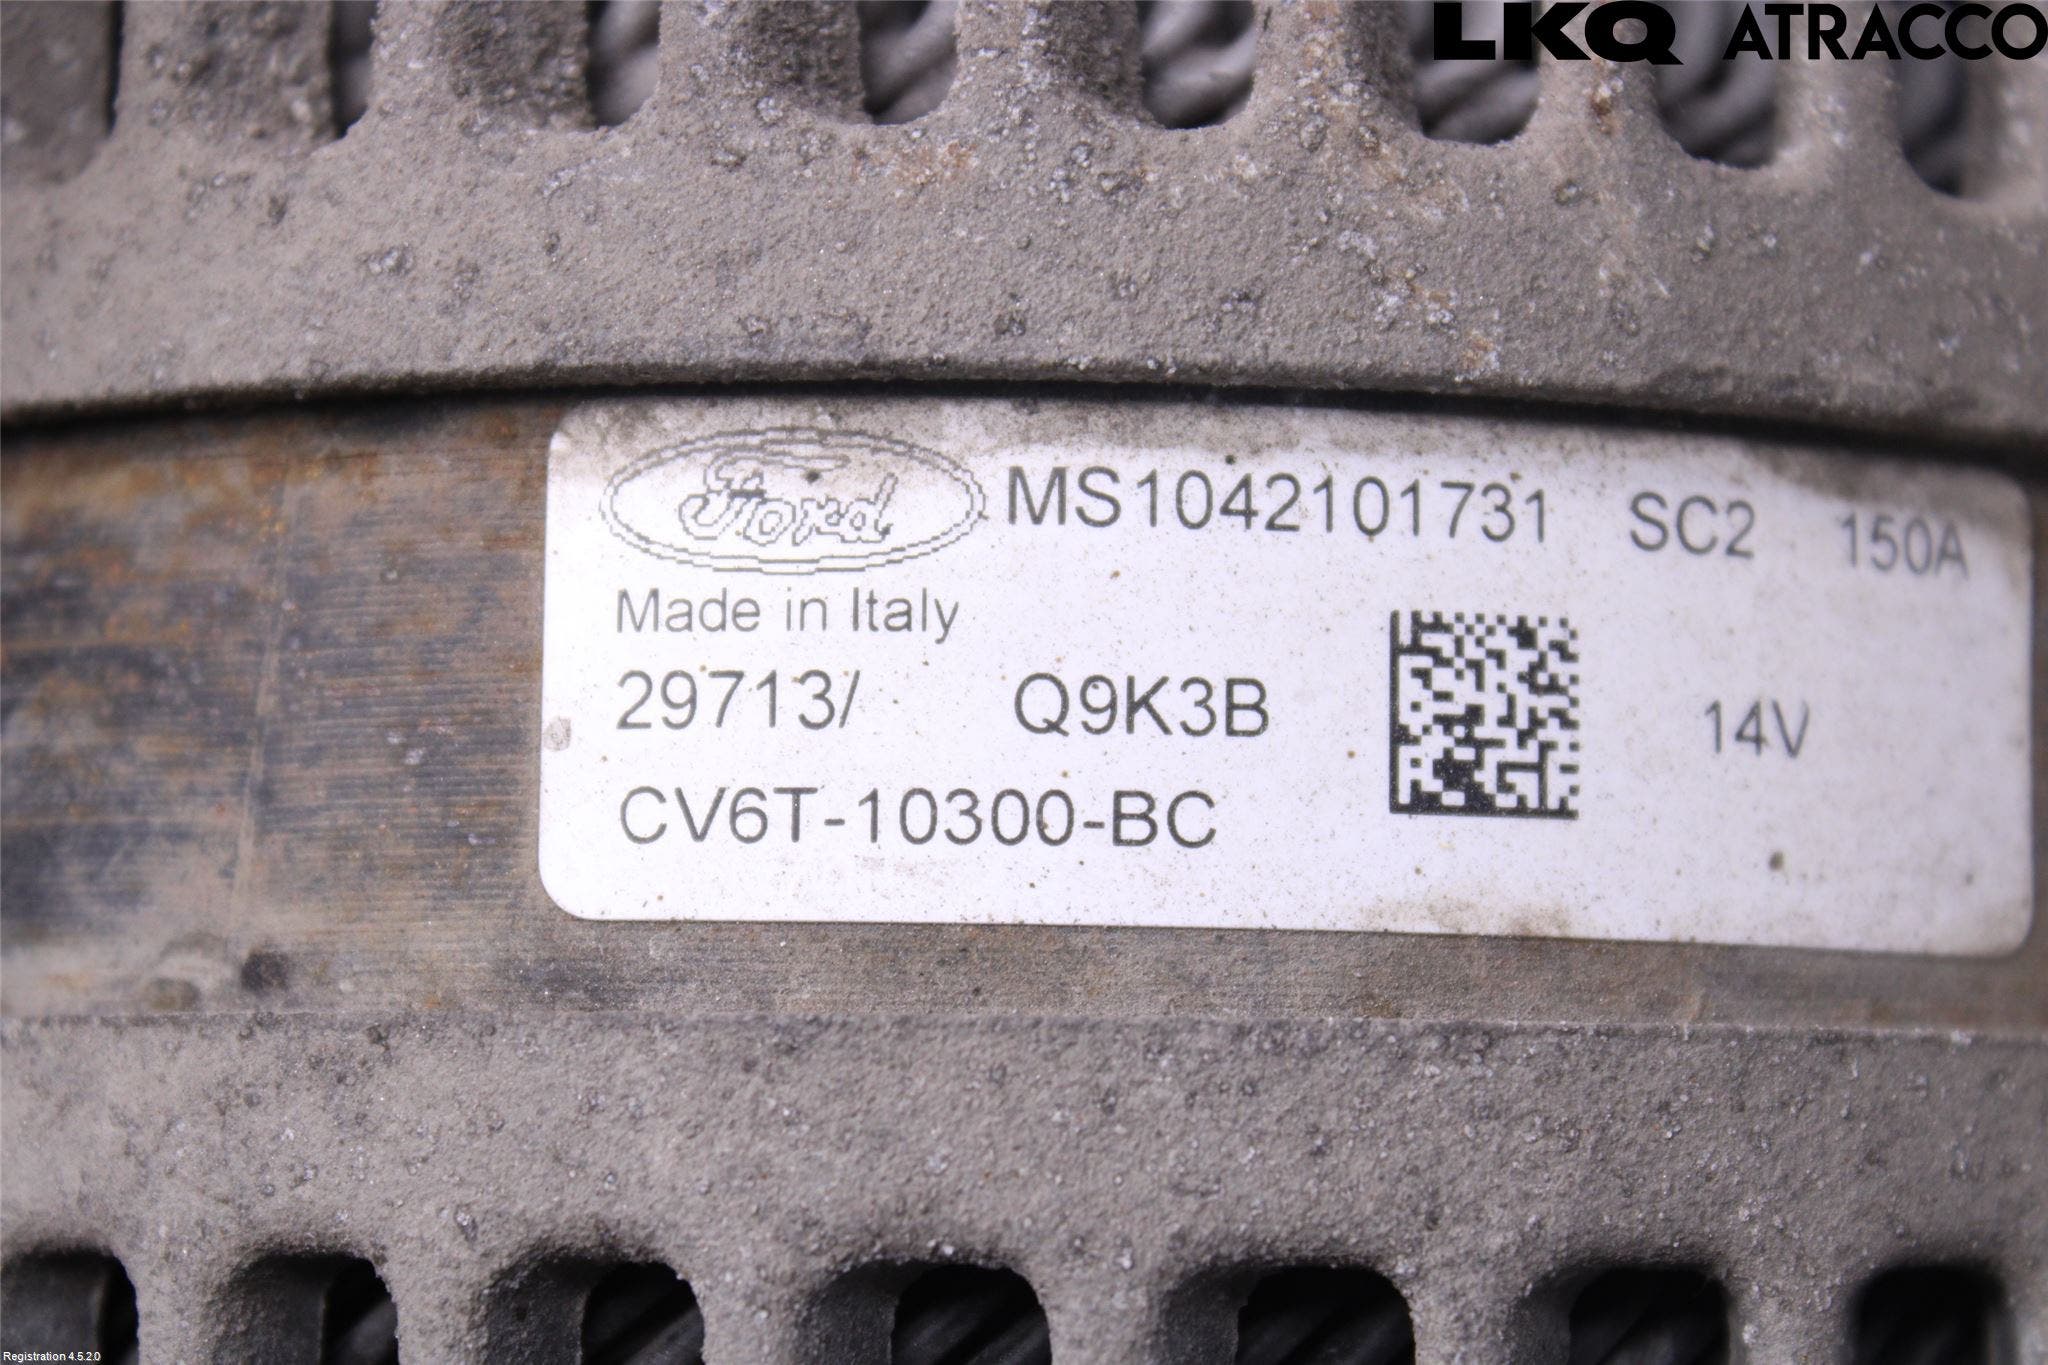 LKQ ATRACCO
Ford MS1042101731 SC2 150A
Made in Italy
29713/ Q9K3B 14V
CV6T-10300-BC
Registration 4.5.2.0